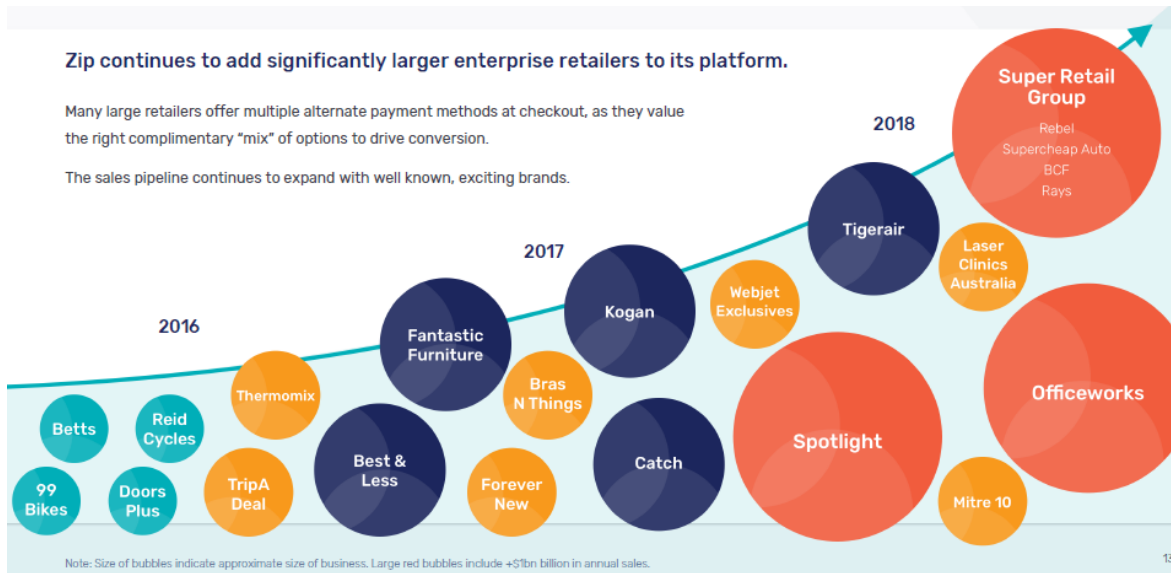 Zip continues to add significantly larger enterprise retailers to its platform.
Many large retailers offer multiple alternate payment methods at checkout, as they value
the right complimentary “mix” of options to drive conversion.
The sales pipeline continues to expand with well known, exciting brands.
2016
2017
2018
Betts
Reid
Cycles
99
Bikes
Doors
Plus
Thermomix
TripA
Deal
Fantastic
Furniture
Best &
Less
Bras
N Things
Forever
New
Kogan
Catch
Webjet
Exclusives
Spotlight
Tigerair
Laser
Clinics
Australia
Mitre 10
Super Retail
Group
Rebel
Supercheap Auto
BCF
Rays
Officeworks
Note: Size of bubbles indicate approximate size of business. Large red bubbles include +$1bn billion in annual sales.
13